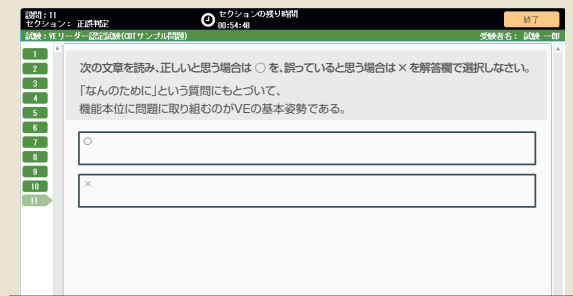 設問：11
セクション： 正誤判定
セクションの残り時間
00:54:48
終了
試験：VEリーダー認定試験(CBTサンプル問題)
受験者名： 試験 一郎
1
2
3
4
5
6
7
8
9
10
11
次の文章を読み、正しいと思う場合は ○ を、誤っていると思う場合は × を解答欄で選択しなさい。
「なんのために」という質問にもとづいて、
機能本位に問題に取り組むのがVEの基本姿勢である。
○
×